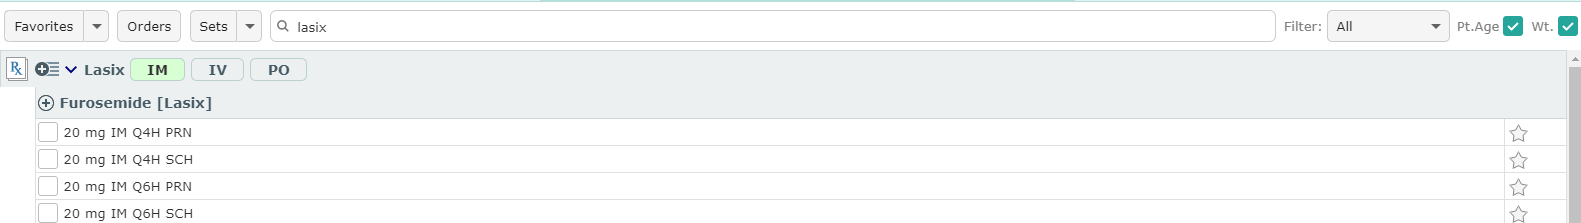 Favorites Orders Sets lasix Filter: All Pt.Age Wt.
Rx Lasix IM IV PO
Furosemide [Lasix]
20 mg IM Q4H PRN
20 mg IM Q4H SCH
20 mg IM Q6H PRN
20 mg IM Q6H SCH